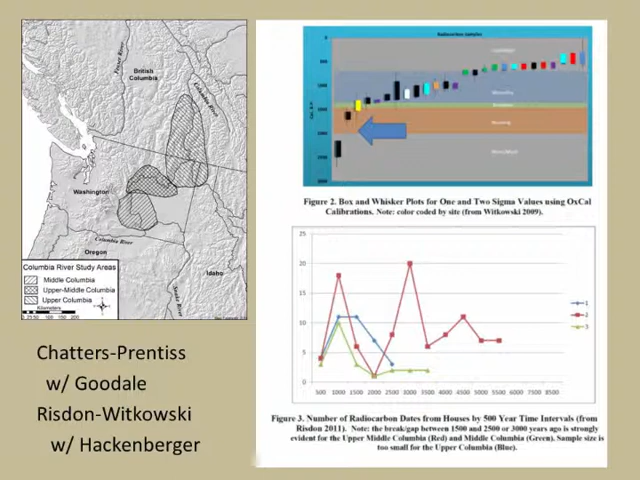 Fraser River
British
Columbia
Columbia River
Washington
Columbia River
Oregon
Snake River
Idaho
Columbia River Study Areas
Middle Columbia
Upper-Middle Columbia
Upper Columbia
Kilometers
Chatters-Prentiss
w/ Goodale
Risdon-Witkowski
w/ Hackenberger
Radiocarbon Samples
Figure 2. Box and Whisker Plots for One and Two Sigma Values using OxCal
Calibrations. Note: color coded by site (from Witkowski 2009).
25
20
15
10
5
0
500 1000 1500 2000 2500 3000 3500 4000 4500 5000 5500 6000 7500 8500
1
2
3
Figure 3. Number of Radiocarbon Dates from Houses by 500 Year Time Intervals (from
Risdon 2011). Note: the break/gap between 1500 and 2500 or 3000 years ago is strongly
evident for the Upper Middle Columbia (Red) and Middle Columbia (Green). Sample size is
too small for the Upper Columbia (Blue).